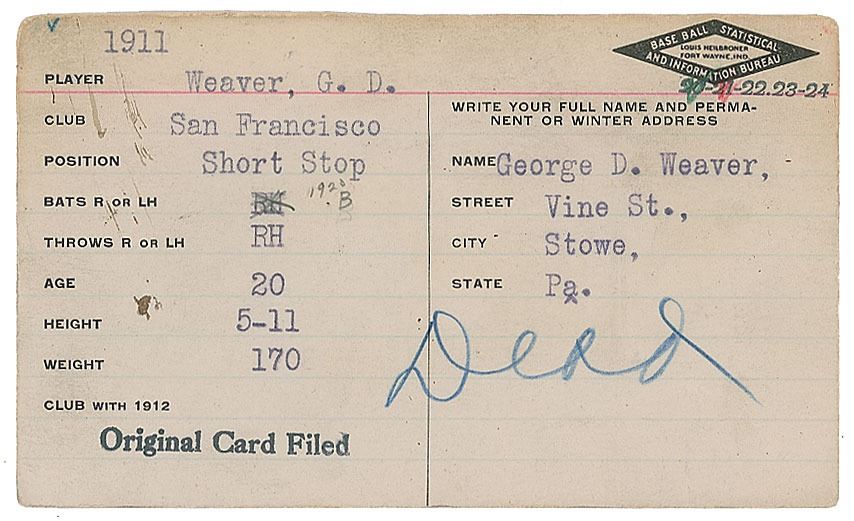 1911
BASE BALL STATISTICAL
LOUIS HEILBRONER
FORT WAYNE, IND.
AND INFORMATION BUREAU
20-21-22.23-24
PLAYER Weaver, G. D.
CLUB San Francisco
POSITION Short Stop
BATS R OR LH RH 1920 B
THROWS R OR LH RH
AGE 20
HEIGHT 5-11
WEIGHT 170
CLUB WITH 1912
Original Card Filed
WRITE YOUR FULL NAME AND PERMA-
NENT OR WINTER ADDRESS
NAME George D. Weaver,
STREET Vine St.,
CITY Stowe,
STATE Pa.
Dead